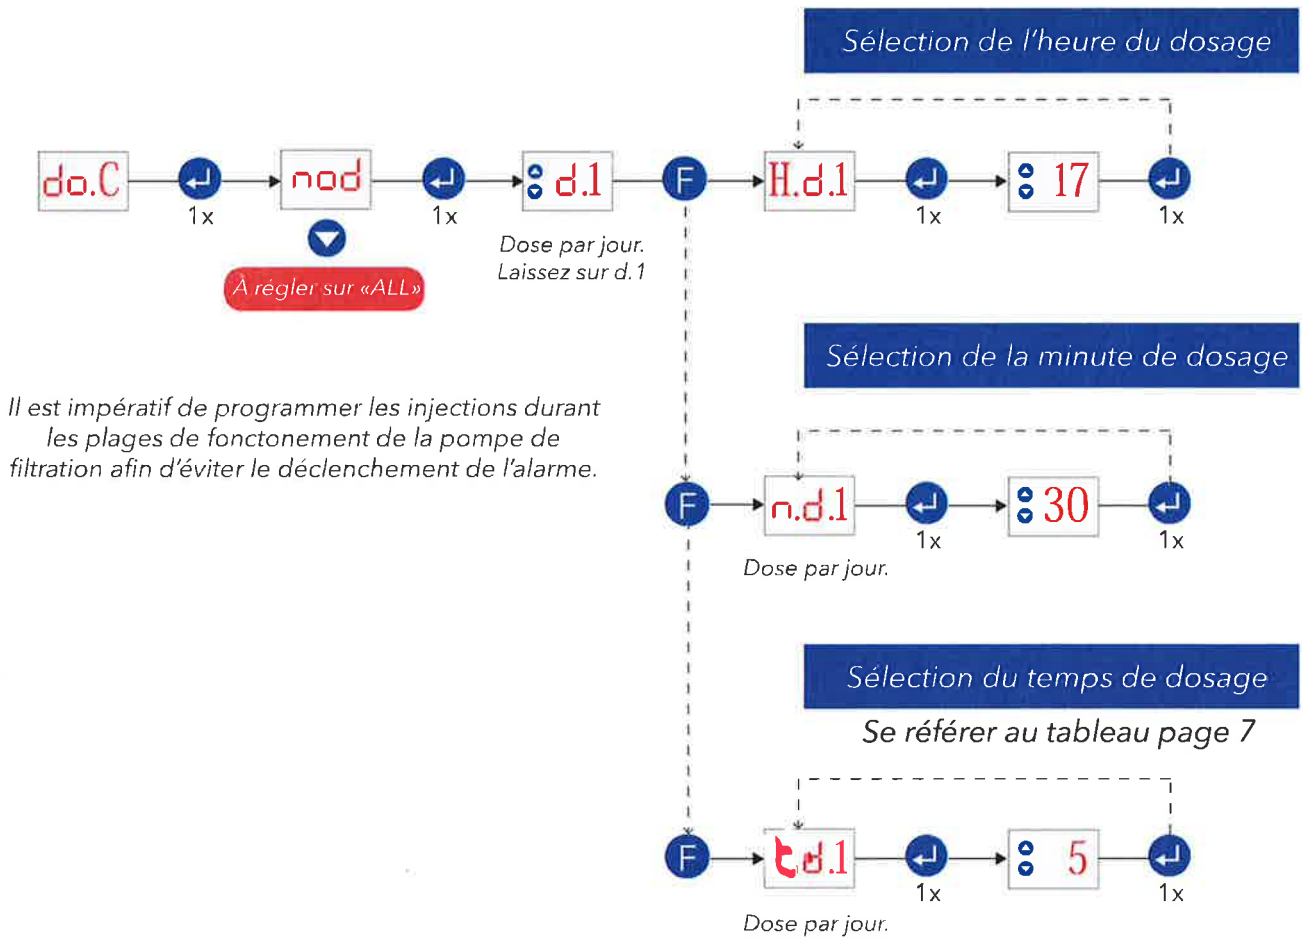 Sélection de l'heure du dosage
do.C
1x
nod
1x
d.1
F
H.d.1
1x
17
1x
À régler sur «ALL»
Dose par jour.
Laissez sur d.1
Sélection de la minute de dosage
Il est impératif de programmer les injections durant
les plages de fonctonement de la pompe de
filtration afin d'éviter le déclenchement de l'alarme.
F
n.d.1
1x
30
1x
Dose par jour.
Sélection du temps de dosage
Se référer au tableau page 7
F
t.d.1
1x
5
1x
Dose par jour.